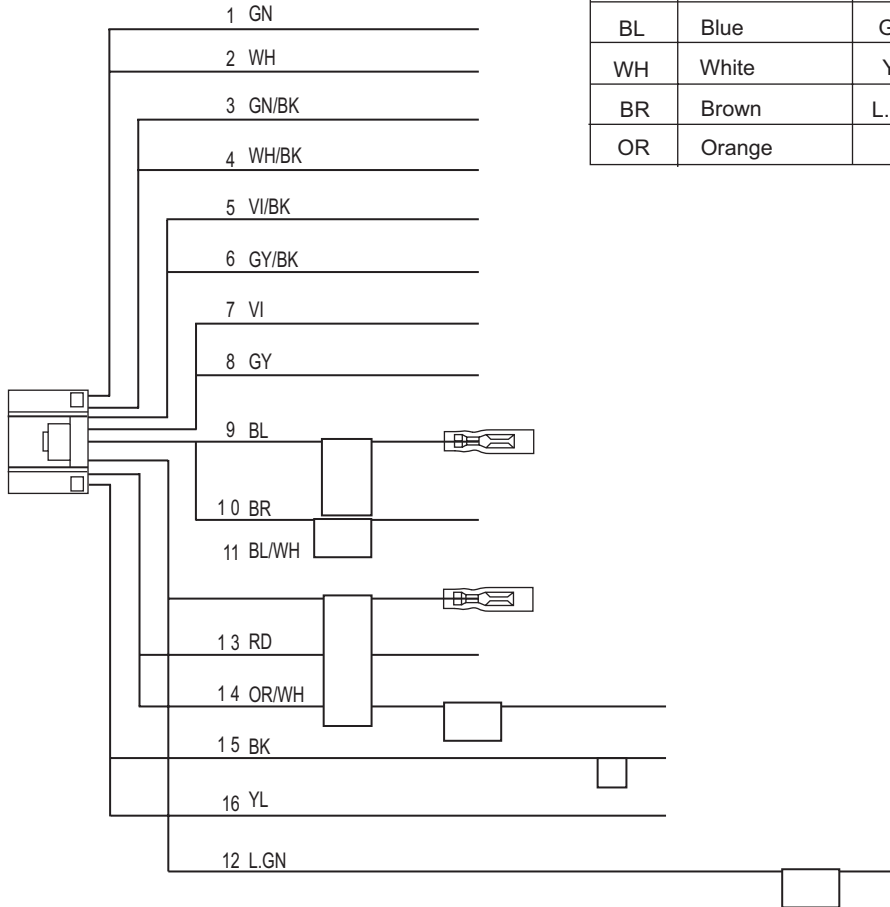 1 GN
2 WH
3 GN/BK
4 WH/BK
5 VI/BK
6 GY/BK
7 VI
8 GY
9 BL
10 BR
11 BL/WH
13 RD
14 OR/WH
15 BK
16 YL
12 L.GN
BL Blue
WH White
BR Brown
OR Orange